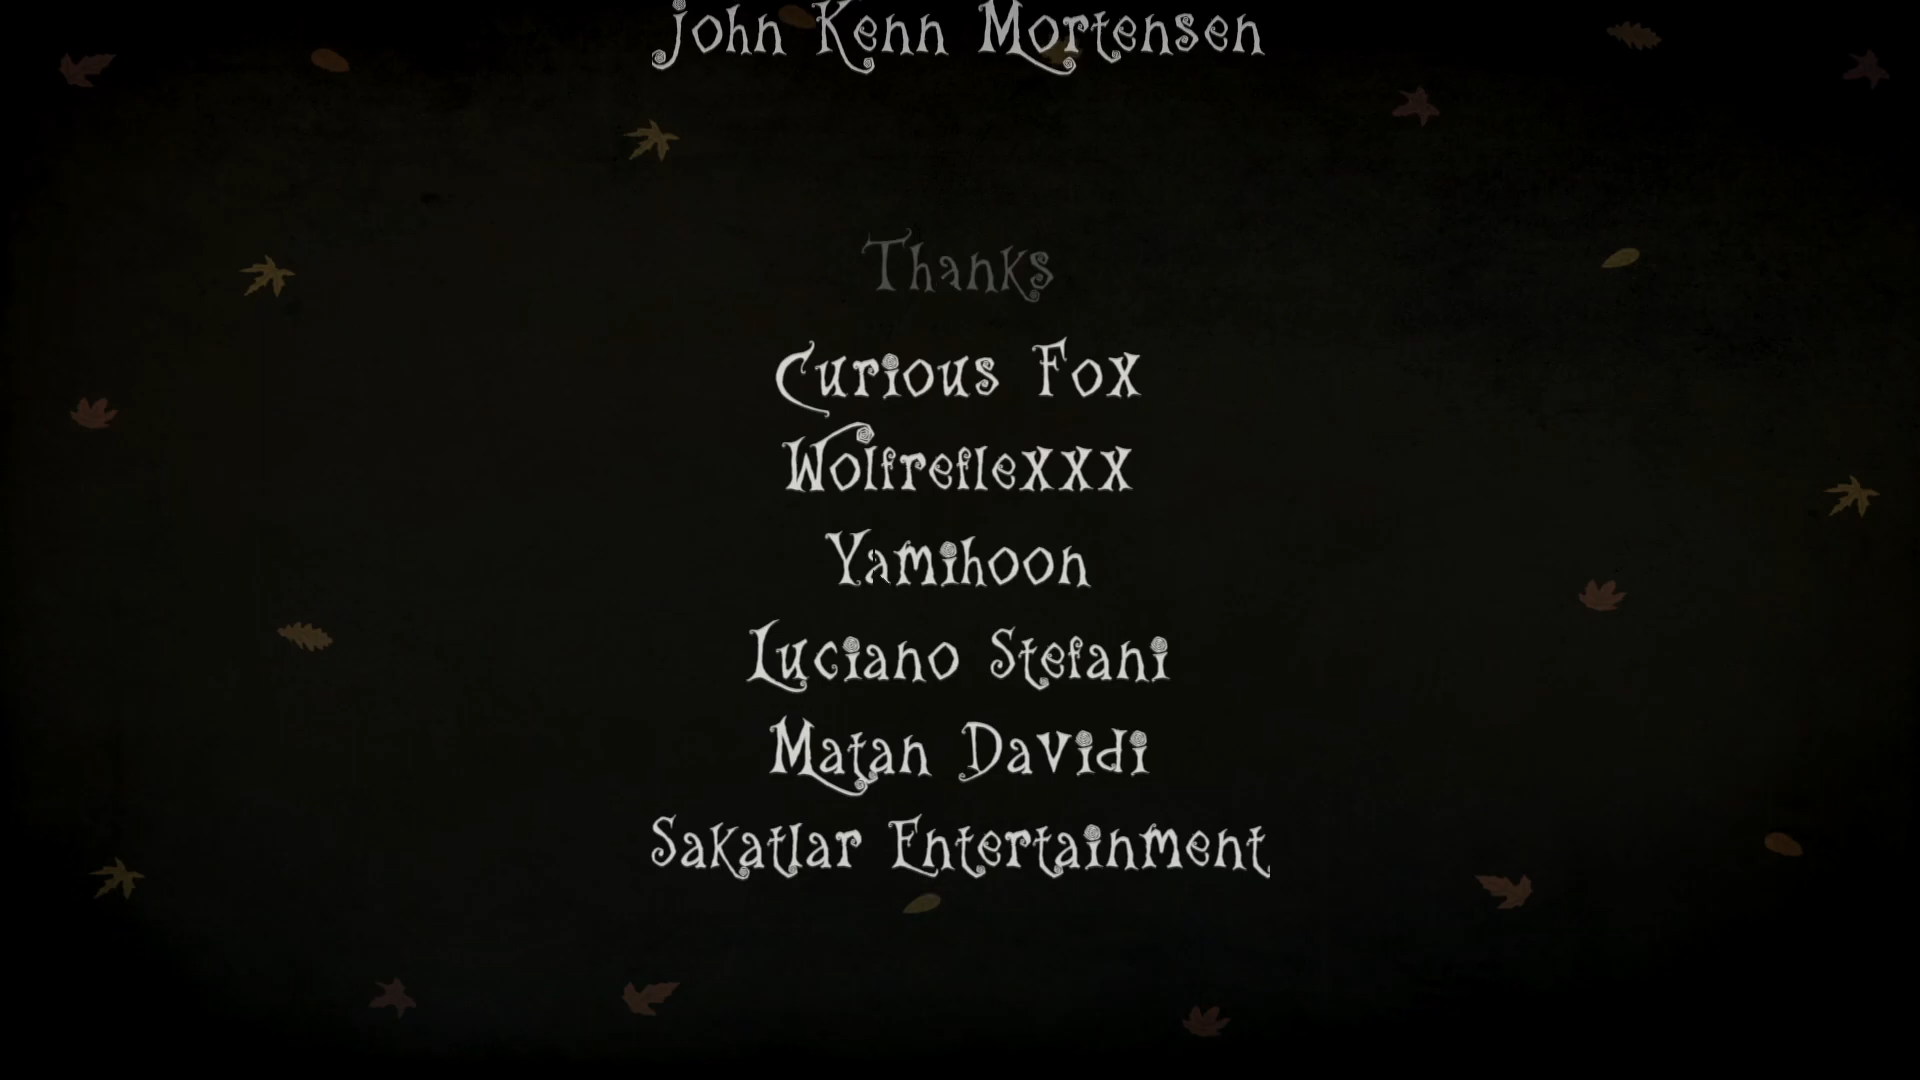 John Kenn Mortensen
Thanks
Curious Fox
Wolfreflexxx
Yamihoon
Luciano Stefani
Matan Davidi
Sakatlar Entertainment